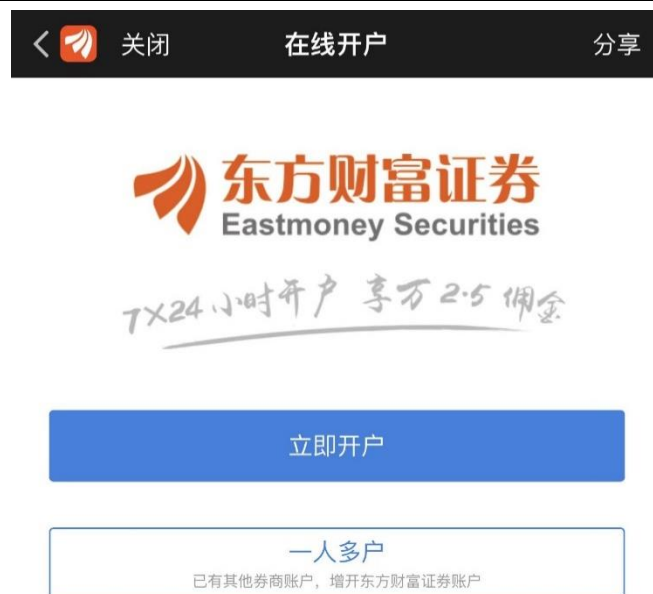 关闭 在线开户 分享
东方财富证券
Eastmoney Securities
7X24小时开户 享万2.5佣金
立即开户
一人多户
已有其他券商账户，增开东方财富证券账户